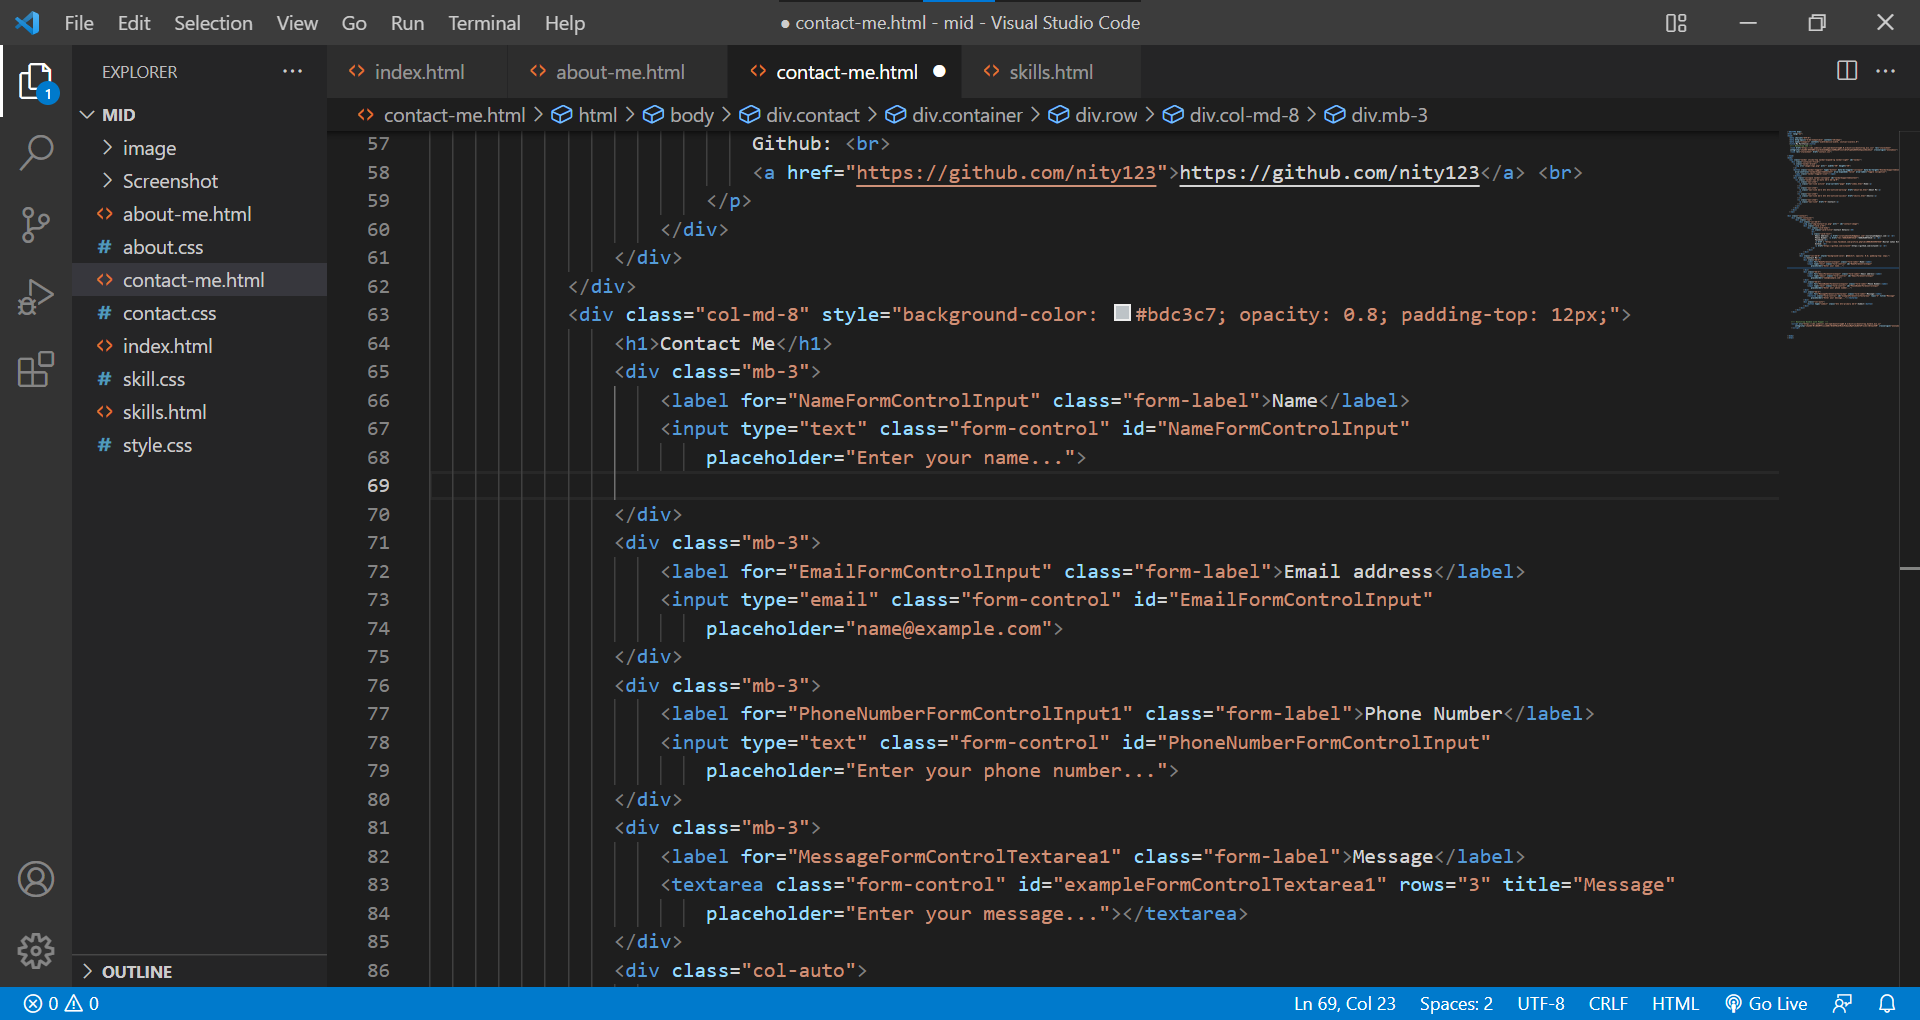 File Edit Selection View Go Run Terminal Help
● contact-me.html - mid - Visual Studio Code
1
EXPLORER
MID
image
Screenshot
about-me.html
# about.css
contact-me.html
# contact.css
index.html
# skill.css
skills.html
# style.css
OUTLINE
index.html about-me.html contact-me.html skills.html
contact-me.html > html > body > div.contact > div.container > div.row > div.col-md-8 > div.mb-3
57 Github: <br>
58 <a href="https://github.com/nity123">https://github.com/nity123</a> <br>
59 </p>
60 </div>
61 </div>
62 </div>
63 <div class="col-md-8" style="background-color: #bdc3c7; opacity: 0.8; padding-top: 12px;">
64 <h1>Contact Me</h1>
65 <div class="mb-3">
66 <label for="NameFormControlInput" class="form-label">Name</label>
67 <input type="text" class="form-control" id="NameFormControlInput"
68 placeholder="Enter your name...">
69
70 </div>
71 <div class="mb-3">
72 <label for="EmailFormControlInput" class="form-label">Email address</label>
73 <input type="email" class="form-control" id="EmailFormControlInput"
74 placeholder="name@example.com">
75 </div>
76 <div class="mb-3">
77 <label for="PhoneNumberFormControlInput1" class="form-label">Phone Number</label>
78 <input type="text" class="form-control" id="PhoneNumberFormControlInput"
79 placeholder="Enter your phone number...">
80 </div>
81 <div class="mb-3">
82 <label for="MessageFormControlTextarea1" class="form-label">Message</label>
83 <textarea class="form-control" id="exampleFormControlTextarea1" rows="3" title="Message"
84 placeholder="Enter your message..."></textarea>
85 </div>
86 <div class="col-auto">
0 0 Ln 69, Col 23 Spaces: 2 UTF-8 CRLF HTML Go Live